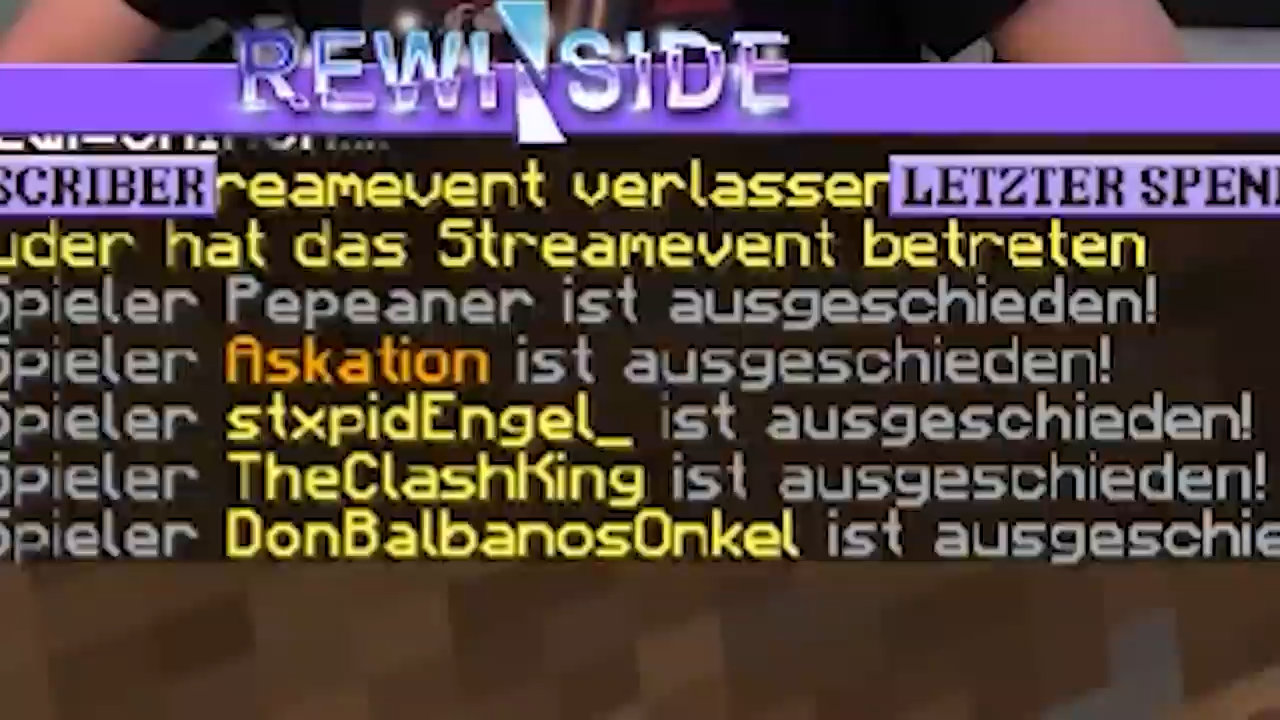 REWINSIDE
SCRIBER reamevent verlassen LETZTER SPEN
uder hat das Streamevent betreten
Spieler Pepeaner ist ausgeschieden!
Spieler Askation ist ausgeschieden!
Spieler stxpidEngel_ ist ausgeschieden!
Spieler TheClashKing ist ausgeschieden!
Spieler DonBalbanosOnkel ist ausgeschie